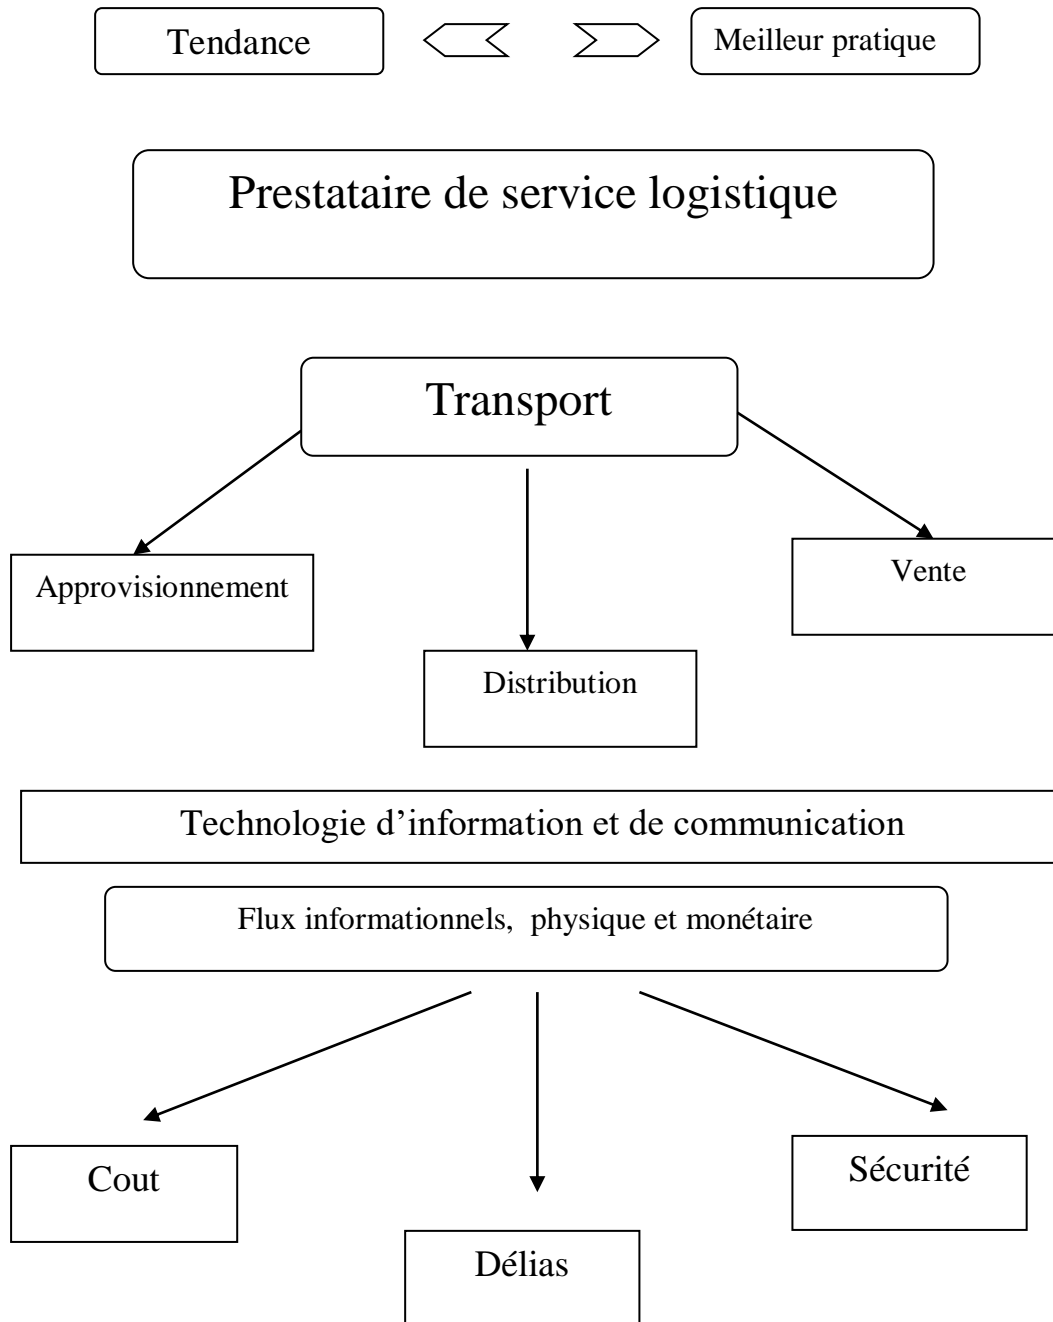 Tendance
Meilleur pratique
Prestataire de service logistique
Transport
Approvisionnement
Vente
Distribution
Technologie d’information et de communication
Flux informationnels,  physique et monétaire
Cout
Sécurité
Délias